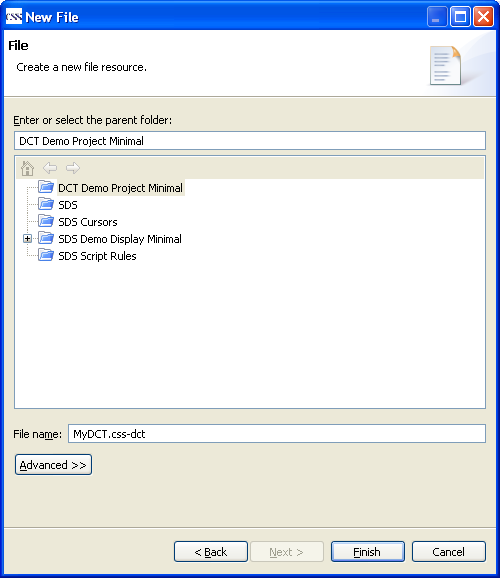 CSS New File
File
Create a new file resource.
Enter or select the parent folder:
DCT Demo Project Minimal
DCT Demo Project Minimal
SDS
SDS Cursors
SDS Demo Display Minimal
SDS Script Rules
File name: MyDCT.css-dct
Advanced >>
< Back Next > Finish Cancel